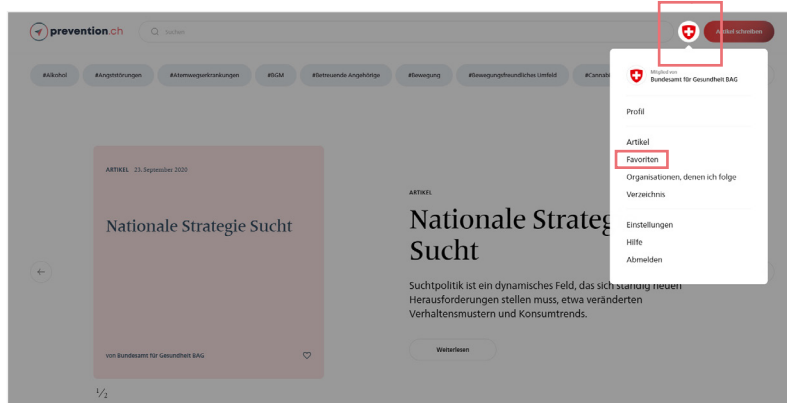 prevention.ch
Suchen
Artikel schreiben
#Alkohol
#Angststörungen
#Atemwegserkrankungen
#BGM
#Betreuende Angehörige
#Bewegung
#Bewegungsfreundliches Umfeld
#Cannabi
Mitglied von
Bundesamt für Gesundheit BAG
Profil
Artikel
Favoriten
Organisationen, denen ich folge
Verzeichnis
Einstellungen
Hilfe
Abmelden
ARTIKEL 23. September 2020
Nationale Strategie Sucht
von Bundesamt für Gesundheit BAG
1/2
ARTIKEL
Nationale Strateg
Sucht
Suchtpolitik ist ein dynamisches Feld, das sich ständig neuen
Herausforderungen stellen muss, etwa veränderten
Verhaltensmustern und Konsumtrends.
Weiterlesen